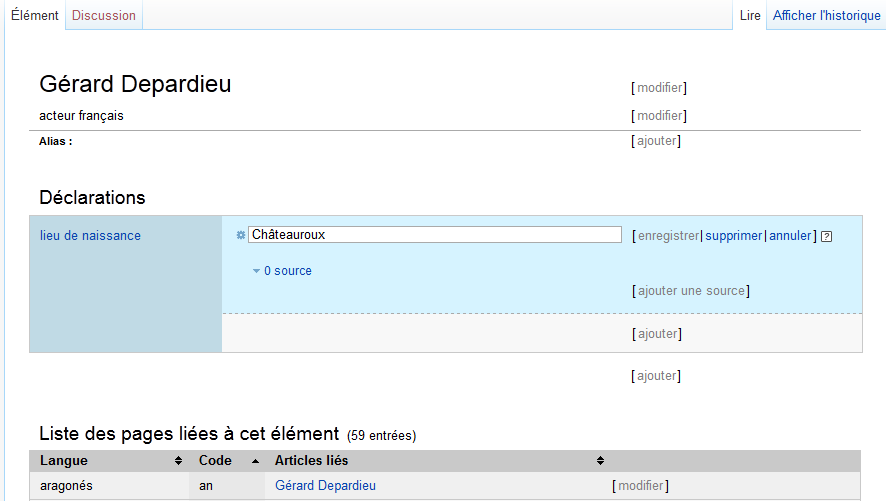 Élément Discussion Lire Afficher l'historique
Gérard Depardieu [ modifier]
acteur français [ modifier]
Alias : [ ajouter]
Déclarations
lieu de naissance Châteauroux [ enregistrer| supprimer| annuler] ?
0 source
[ ajouter une source ]
[ ajouter]
[ ajouter]
Liste des pages liées à cet élément (59 entrées)
Langue Code Articles liés
aragonés an Gérard Depardieu [ modifier ]